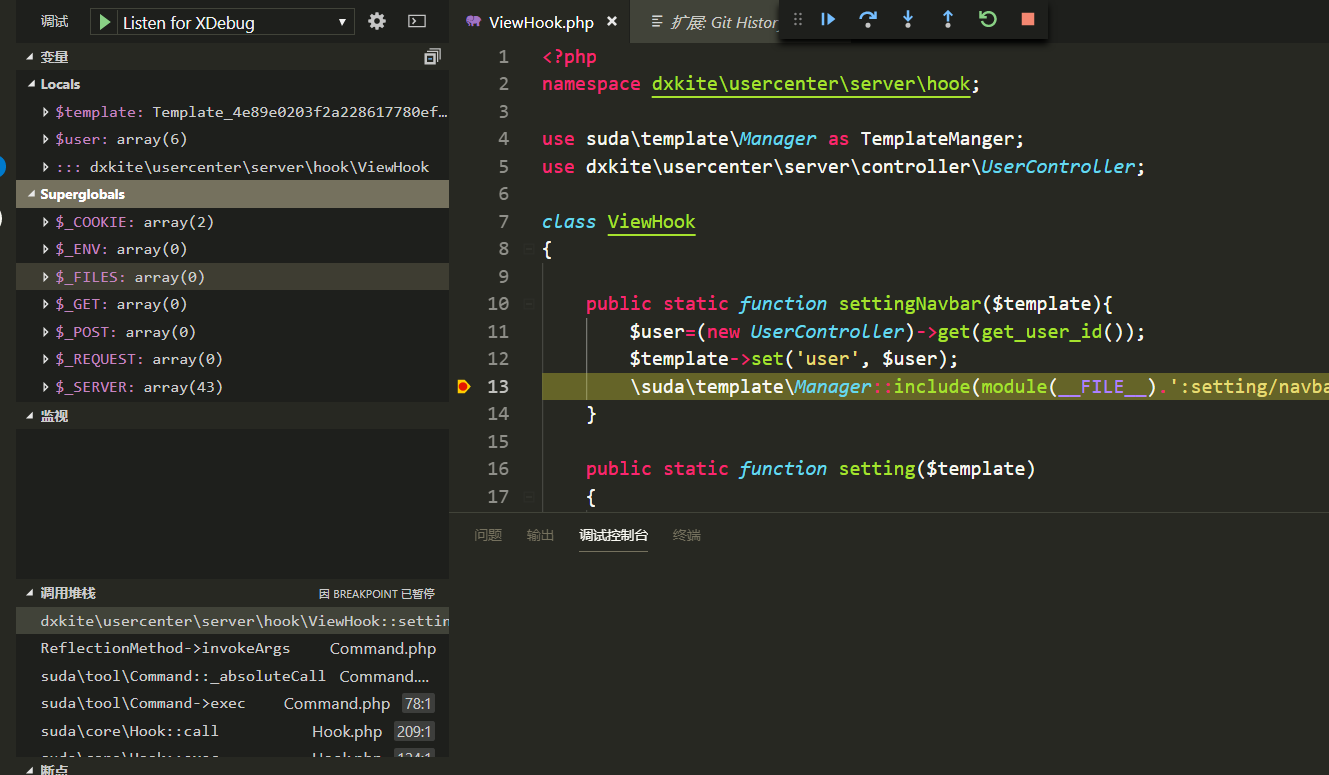 调试 Listen for XDebug
变量
Locals
$template: Template_4e89e0203f2a228617780ef…
$user: array(6)
::: dxkite\usercenter\server\hook\ViewHook
Superglobals
$_COOKIE: array(2)
$_ENV: array(0)
$_FILES: array(0)
$_GET: array(0)
$_POST: array(0)
$_REQUEST: array(0)
$_SERVER: array(43)
监视
调用堆栈 因 BREAKPOINT 已暂停
dxkite\usercenter\server\hook\ViewHook::settin
ReflectionMethod->invokeArgs Command.php
suda\tool\Command::_absoluteCall Command....
suda\tool\Command->exec Command.php 78:1
suda\core\Hook::call Hook.php 209:1
断点
ViewHook.php 扩展: Git Histor
1 <?php
2 namespace dxkite\usercenter\server\hook;
3
4 use suda\template\Manager as TemplateManger;
5 use dxkite\usercenter\server\controller\UserController;
6
7 class ViewHook
8 {
9
10 public static function settingNavbar($template){
11 $user=(new UserController)->get(get_user_id());
12 $template->set('user', $user);
13 \suda\template\Manager::include(module(__FILE__).':setting/navba
14 }
15
16 public static function setting($template)
17 {
问题 输出 调试控制台 终端